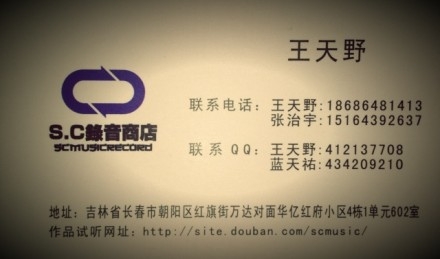 王天野
S.C錄音商店
SCMUSICRECORD
联系电话：王天野:18686481413
张治宇:15164392637
联系QQ：王天野:412137708
蓝天祐:434209210
地址：吉林省长春市朝阳区红旗街万达对面华亿红府小区4栋1单元602室
作品试听网址：http://site.douban.com/scmusic/